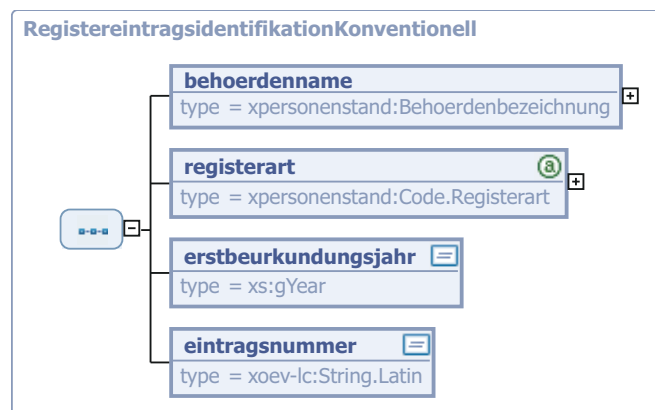 RegistereintragsidentifikationKonventionell
behoerdenname
type = xpersonenstand:Behoerdenbezeichnung
registerart
type = xpersonenstand:Code.Registerart
erstbeurkundungsjahr
type = xs:gYear
eintragsnummer
type = xoev-lc:String.Latin